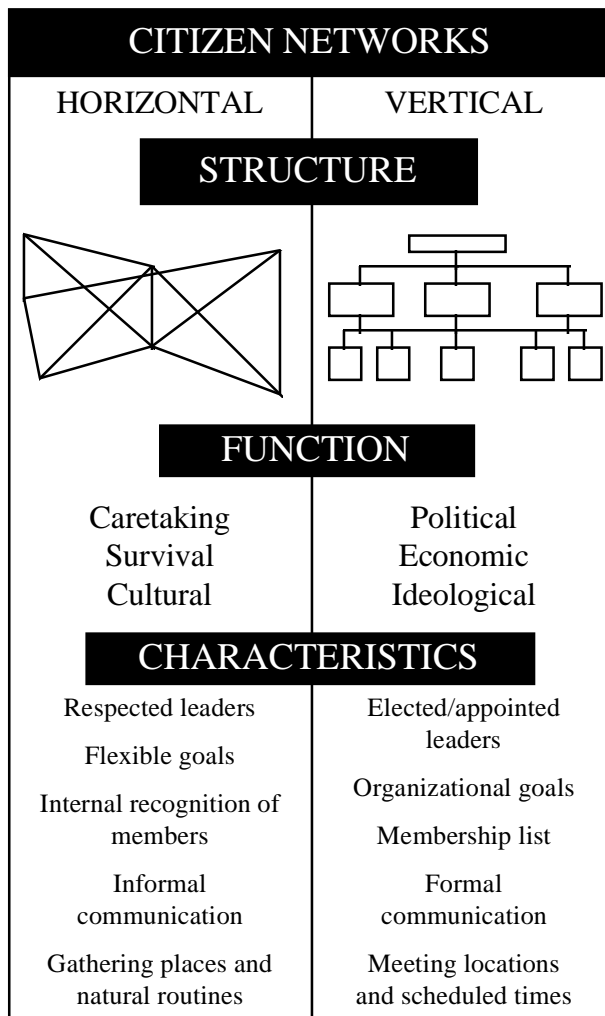 CITIZEN NETWORKS
HORIZONTAL
VERTICAL
STRUCTURE
FUNCTION
Caretaking
Survival
Cultural
Political
Economic
Ideological
CHARACTERISTICS
Respected leaders
Flexible goals
Internal recognition of
members
Informal
communication
Gathering places and
natural routines
Elected/appointed
leaders
Organizational goals
Membership list
Formal
communication
Meeting locations
and scheduled times